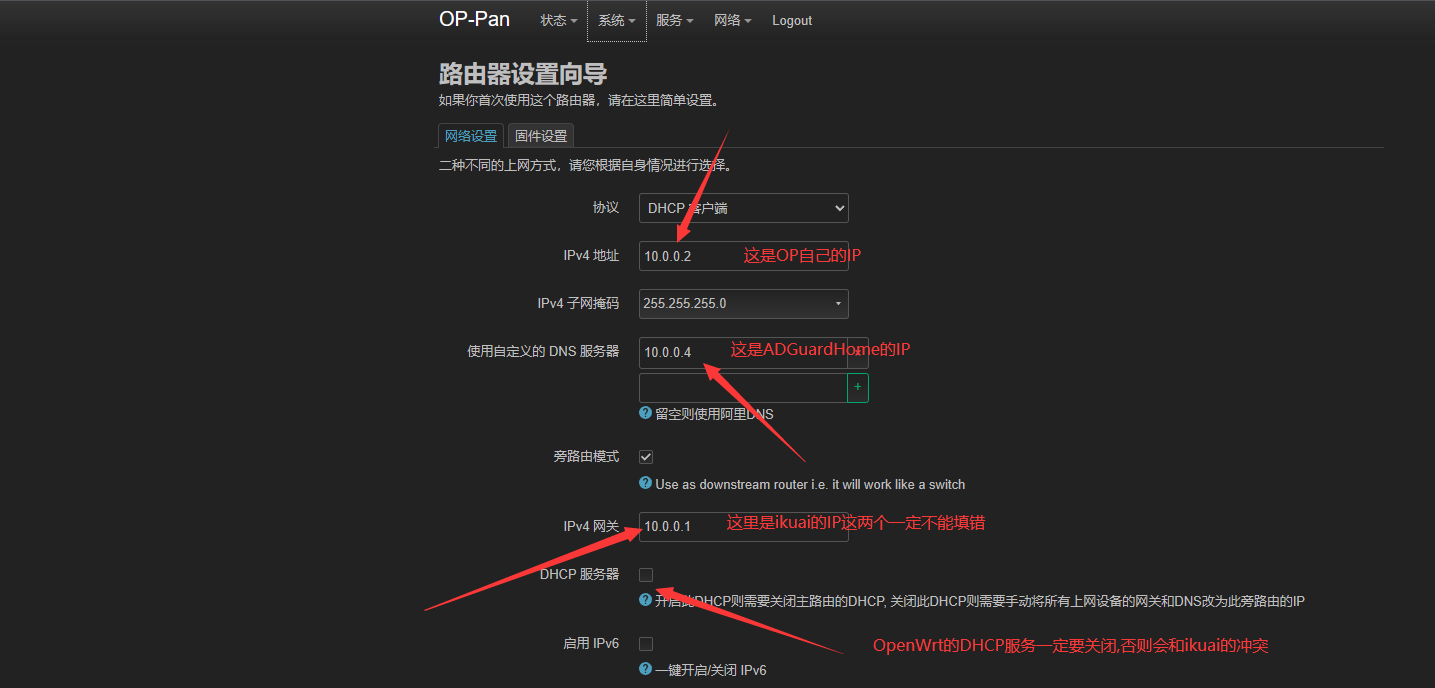 OP-Pan 状态 系统 服务 网络 Logout
路由器设置向导
如果你首次使用这个路由器，请在这里简单设置。
网络设置 固件设置
二种不同的上网方式，请您根据自身情况进行选择。
协议 DHCP 客户端
IPv4 地址 10.0.0.2 这是OP自己的IP
IPv4 子网掩码 255.255.255.0
使用自定义的 DNS 服务器 10.0.0.4 这是ADGuardHome的IP
+
留空则使用阿里DNS
旁路由模式
Use as downstream router i.e. it will work like a switch
IPv4 网关 10.0.0.1 这里是ikuai的IP这两个一定不能填错
DHCP 服务器
开启此DHCP则需要关闭主路由的DHCP, 关闭此DHCP则需要手动将所有上网设备的网关和DNS改为此旁路由的IP
启用 IPv6 OpenWrt的DHCP服务一定要关闭,否则会和ikuai的冲突
一键开启/关闭 IPv6